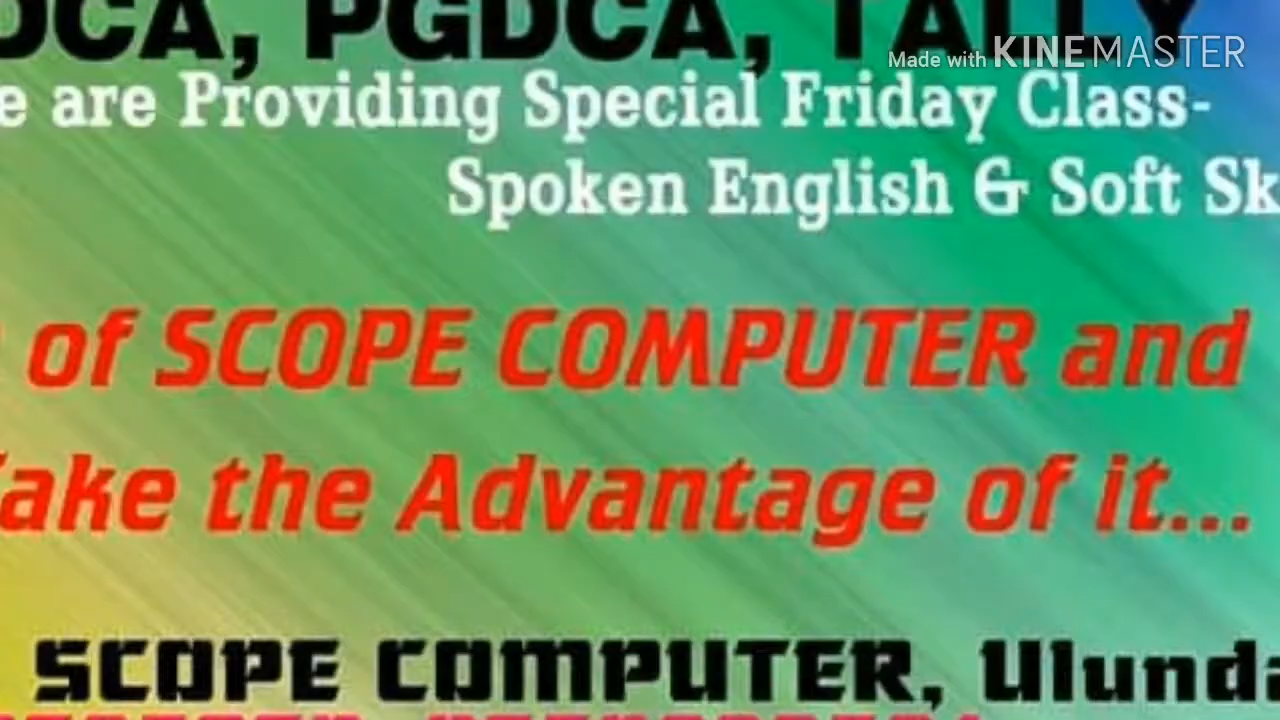 DCA, PGDCA, TALLY
Made with KINEMASTER
e are Providing Special Friday Class-
Spoken English & Soft Sk
of SCOPE COMPUTER and
ake the Advantage of it...
SCOPE COMPUTER, Ulunda